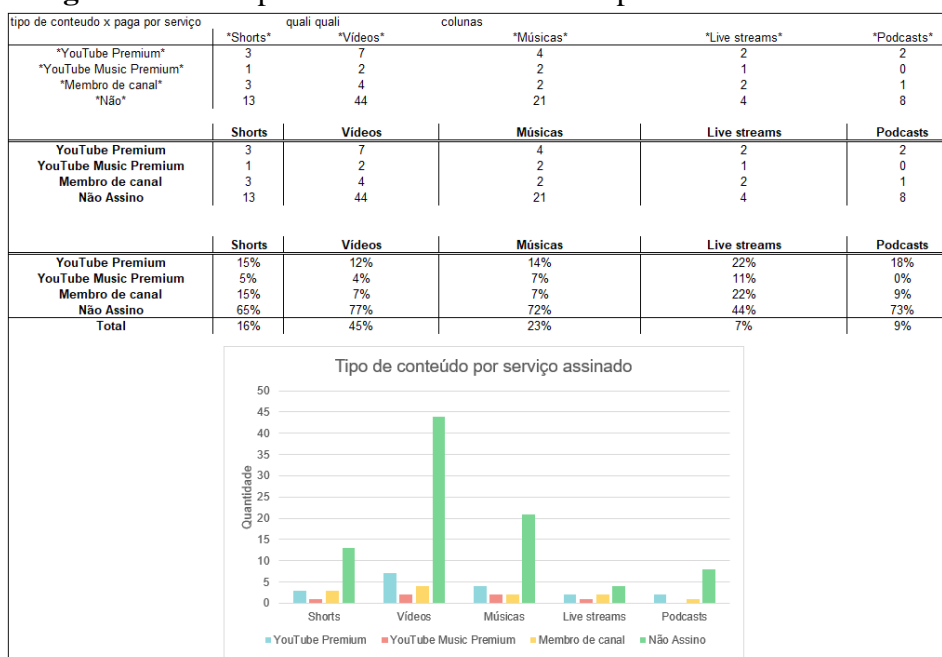 tipo de conteudo x paga por serviço quali quali colunas
*Shorts* *Vídeos* *Músicas* *Live streams* *Podcasts*
*YouTube Premium* 3 7 4 2 2
*YouTube Music Premium* 1 2 2 1 0
*Membro de canal* 3 4 2 2 1
*Não* 13 44 21 4 8
Shorts Vídeos Músicas Live streams Podcasts
YouTube Premium 3 7 4 2 2
YouTube Music Premium 1 2 2 1 0
Membro de canal 3 4 2 2 1
Não Assino 13 44 21 4 8
Shorts Vídeos Músicas Live streams Podcasts
YouTube Premium 15% 12% 14% 22% 18%
YouTube Music Premium 5% 4% 7% 11% 0%
Membro de canal 15% 7% 7% 22% 9%
Não Assino 65% 77% 72% 44% 73%
Total 16% 45% 23% 7% 9%
Tipo de conteúdo por serviço assinado
50
45
40
35
30
25
20
15
10
5
0
Quantidade
Shorts Vídeos Músicas Live streams Podcasts
YouTube Premium YouTube Music Premium Membro de canal Não Assino